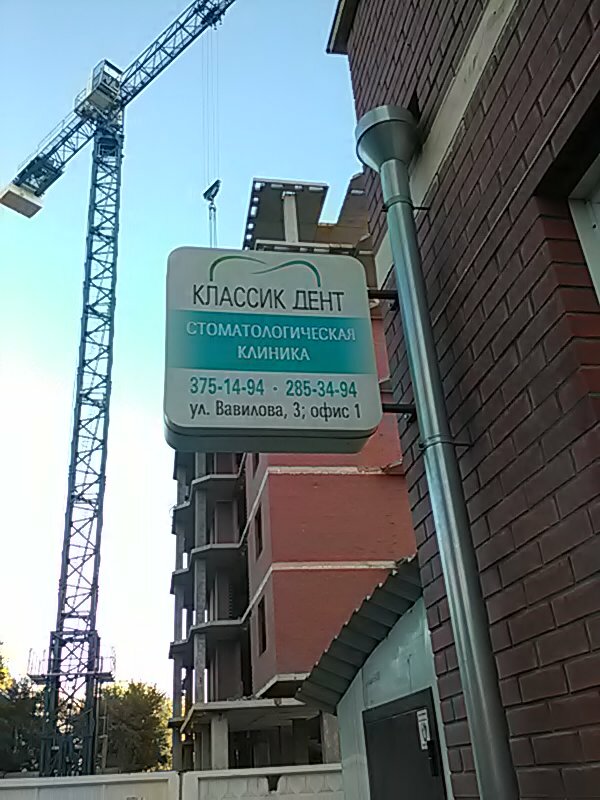 КЛАССИК ДЕНТ
СТОМАТОЛОГИЧЕСКАЯ
КЛИНИКА
375-14-94 · 285-34-94
ул. Вавилова, 3; офис 1